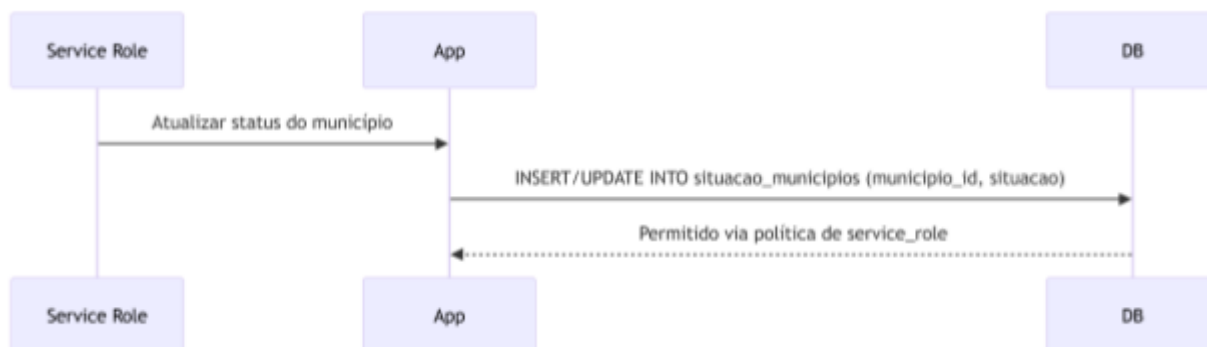 Service Role
App
DB
Atualizar status do município
INSERT/UPDATE INTO situacao_municipios (municipio_id, situacao)
Permitido via política de service_role
Service Role
App
DB